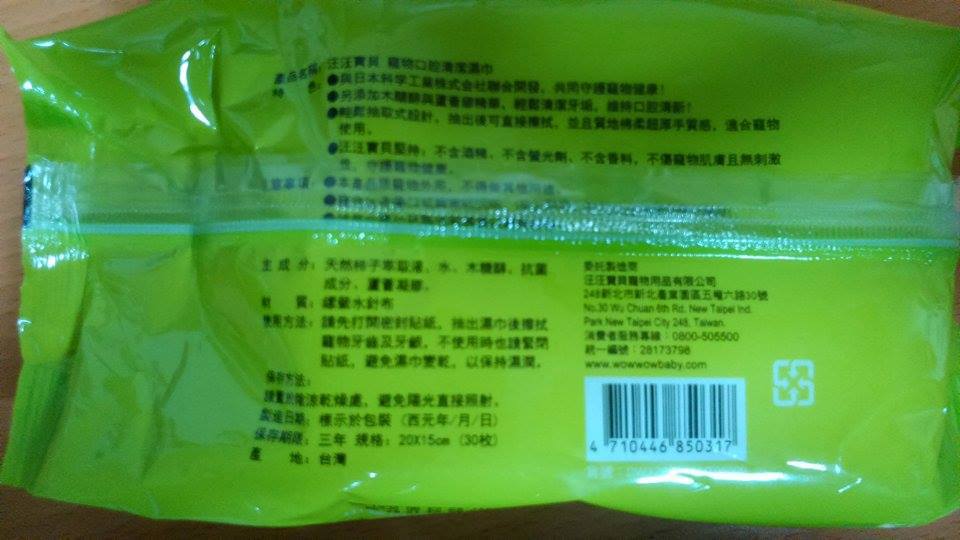 產品名稱：汪汪寶貝 寵物口腔清潔濕巾
特 色：●與日本科学工業株式会社聯合開發，共同守護寵物健康！
●另添加木糖醇與蘆薈膠精華，輕鬆清潔牙垢，維持口腔清新！
●輕鬆抽取式設計，抽出後可直接擦拭，並且質地綿柔超厚手質感，適合寵物
使用。
●汪汪寶貝堅持：不含酒精、不含螢光劑、不含香料，不傷寵物肌膚且無刺激
性，守護寵物健康。
注意事項：●本產品限寵物外用，不得做其他用途
主 成 分：天然柿子萃取液、水、木糖醇、抗菌
成分、蘆薈凝膠。
材 質：嫘縈水針布
使用方法：請先打開密封貼紙，抽出濕巾後擦拭
寵物牙齒及牙齦，不使用時也請緊閉
貼紙，避免濕巾變乾，以保持濕潤。
保存方法：
請置於陰涼乾燥處，避免陽光直接照射。
製造日期：標示於包裝（西元年/月/日）
保存期限：三年 規格：20X15cm（30枚）
產 地：台灣
委託製造商
汪汪寶貝寵物用品有限公司
248新北市新北產業園區五權六路30號
No.30 Wu Chuan 6th Rd. New Taipei Ind.
Park New Taipei City 248, Taiwan.
消費者服務專線：0800-505500
統一編號：28173798
www.wowwowbaby.com
4 710446 850317